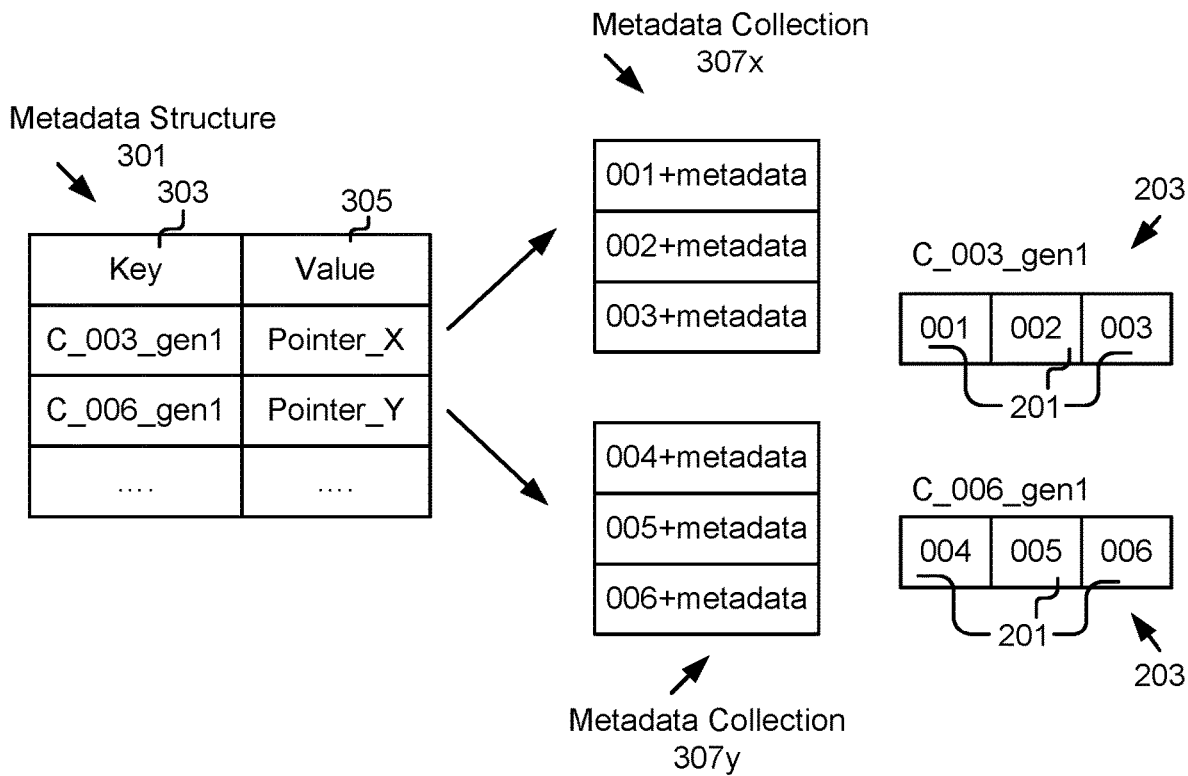 Metadata Collection
307x
Metadata Structure
301
303
305
Key Value
C_003_gen1 Pointer_X
C_006_gen1 Pointer_Y
.... ....
001+metadata
002+metadata
003+metadata
004+metadata
005+metadata
006+metadata
Metadata Collection
307y
203
C_003_gen1
001 002 003
201
C_006_gen1
004 005 006
201
203